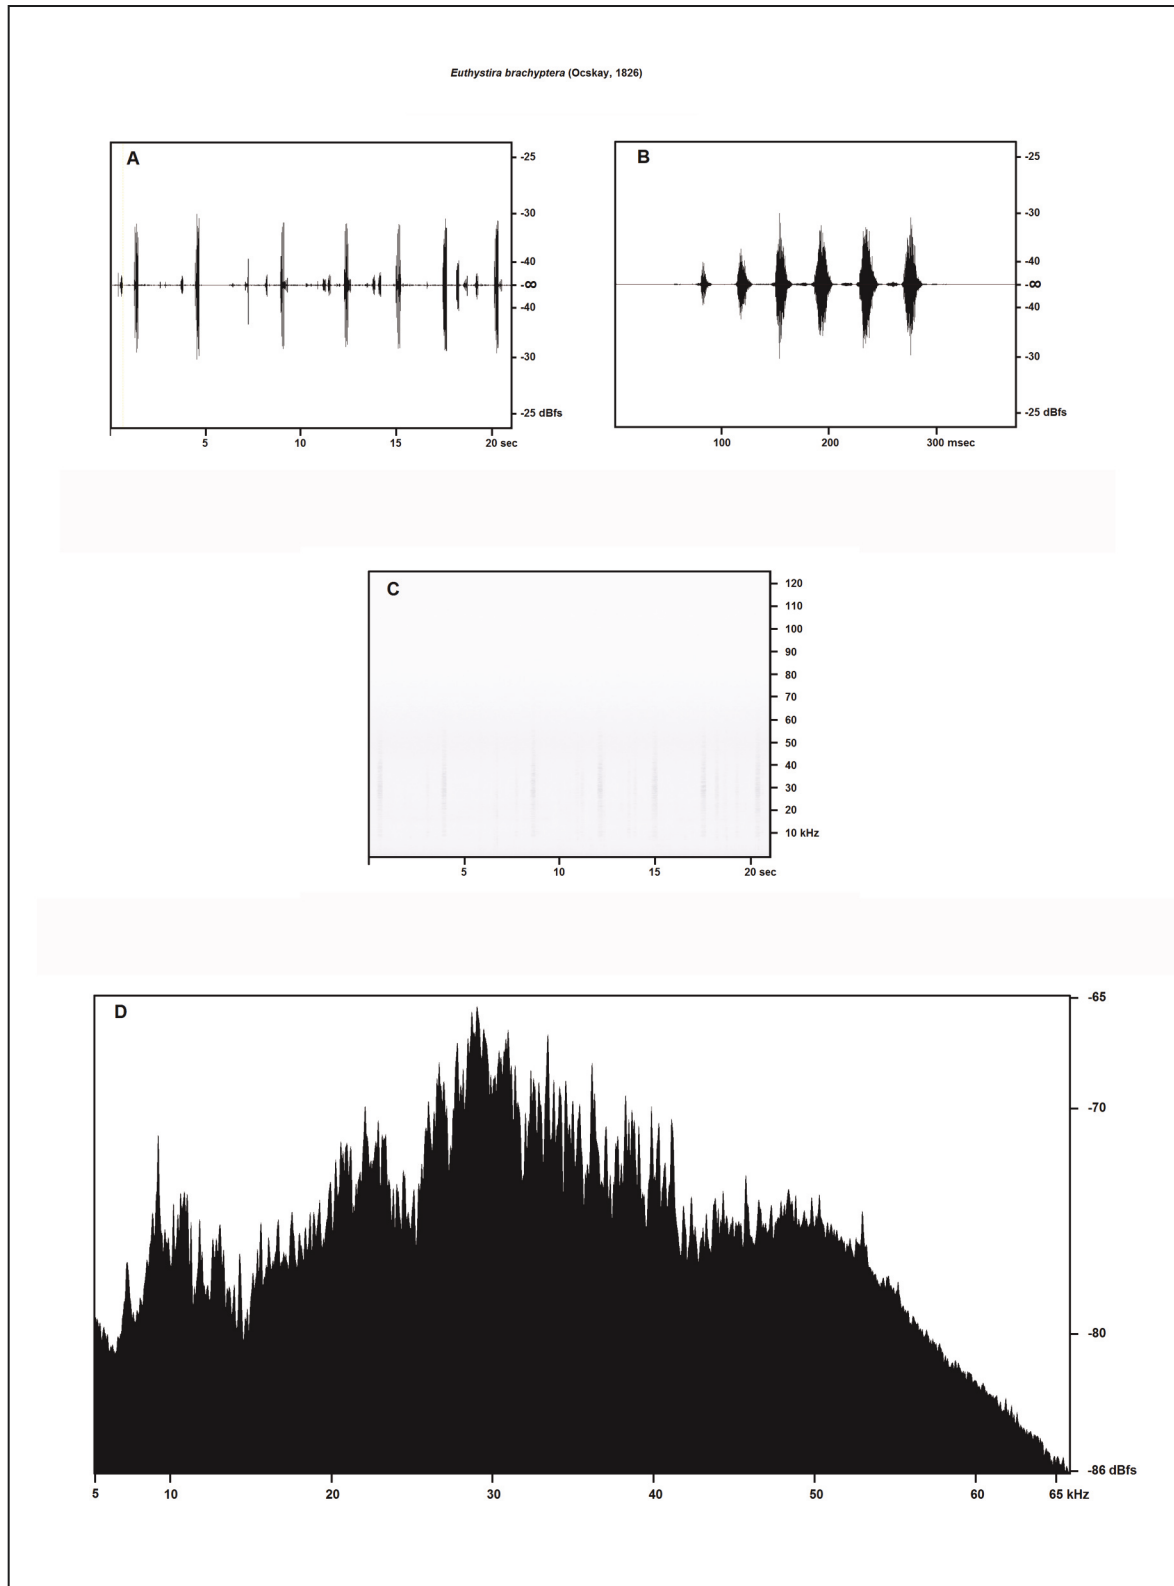 Euthystira brachyptera (Ocskay, 1826)
A
-25
-30
-40
-∞
-40
-30
-25 dBfs
5 10 15 20 sec
B
-25
-30
-40
-∞
-40
-30
-25 dBfs
100 200 300 msec
C
120
110
100
90
80
70
60
50
40
30
20
10 kHz
5 10 15 20 sec
D
-65
-70
-80
-86 dBfs
5 10 20 30 40 50 60 65 kHz